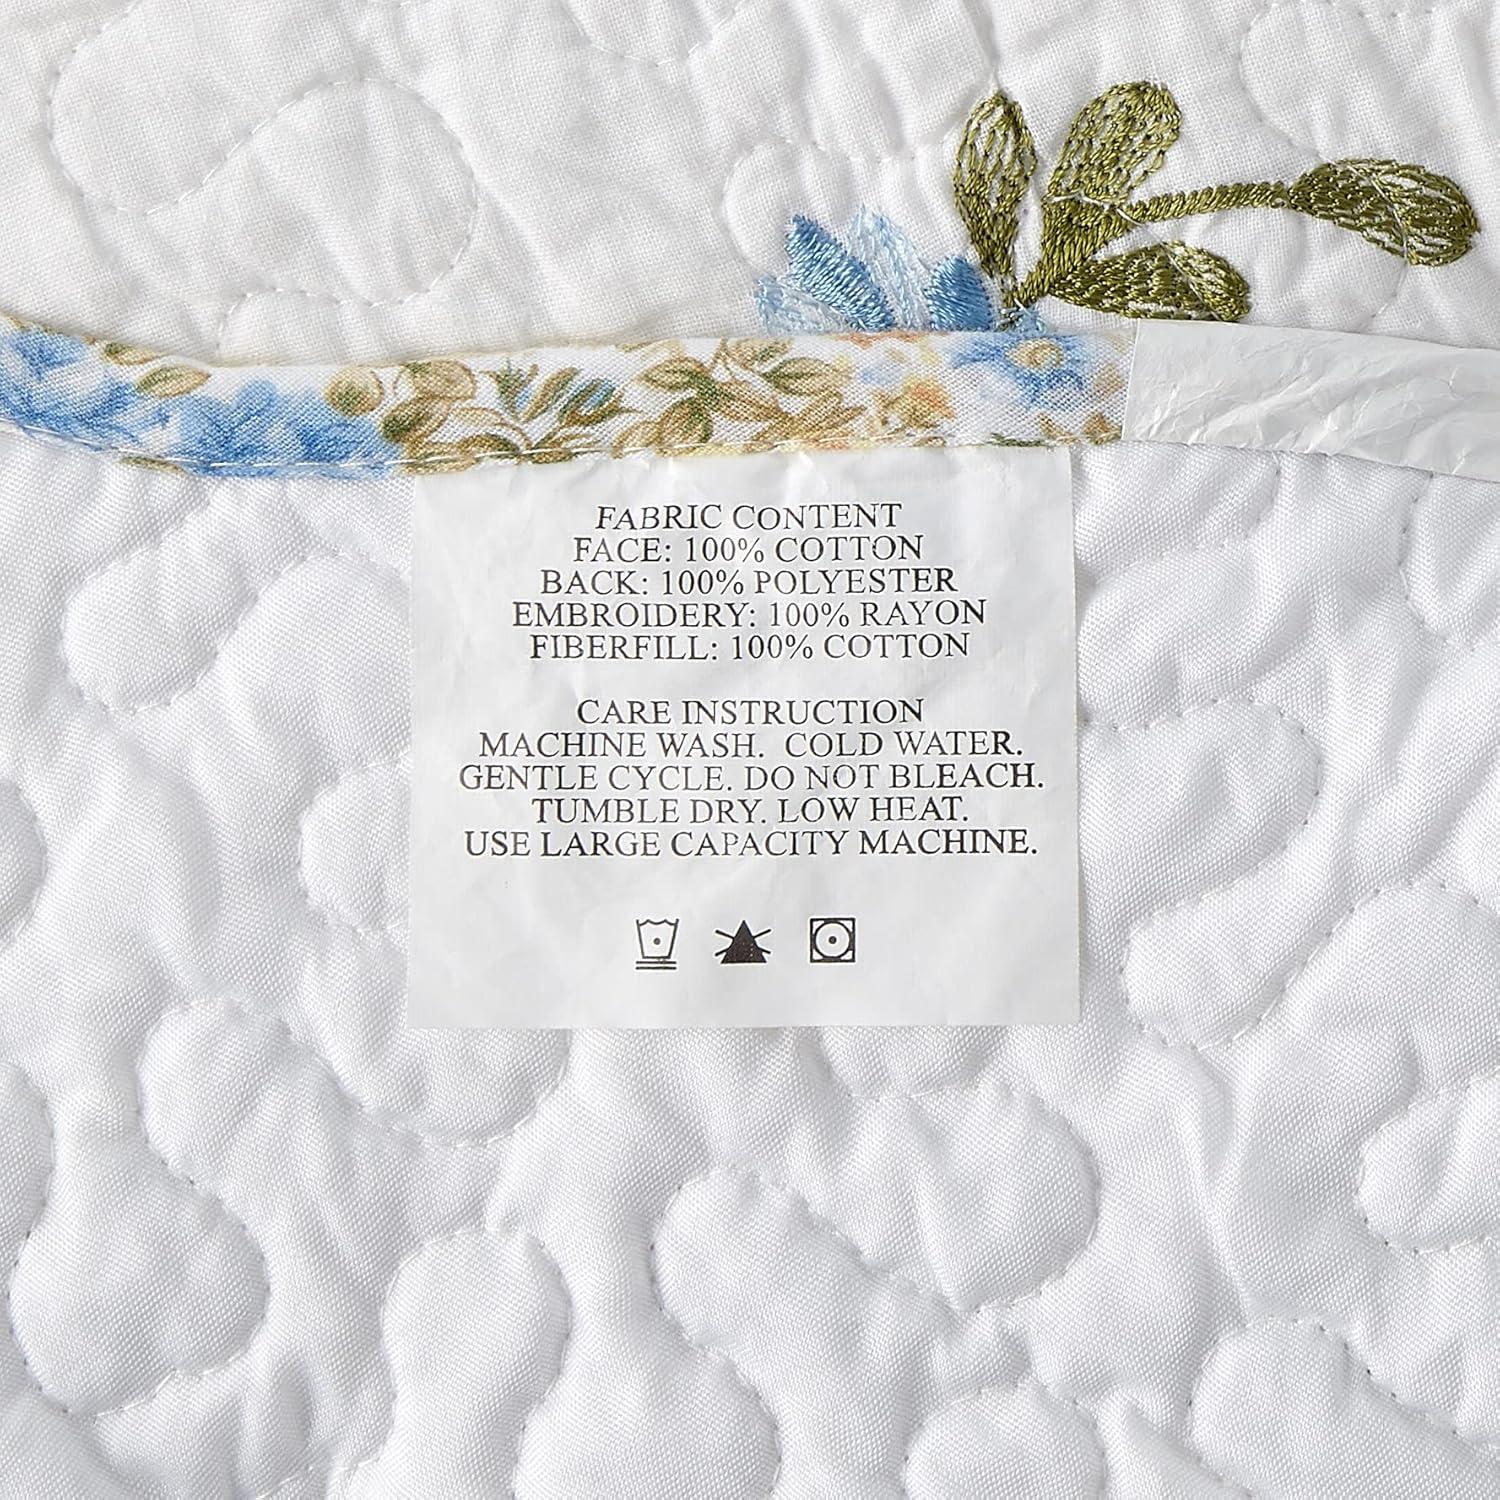 FABRIC CONTENT
FACE: 100% COTTON
BACK: 100% POLYESTER
EMBROIDERY: 100% RAYON
FIBERFILL: 100% COTTON
CARE INSTRUCTION
MACHINE WASH. COLD WATER.
GENTLE CYCLE. DO NOT BLEACH.
TUMBLE DRY. LOW HEAT.
USE LARGE CAPACITY MACHINE.